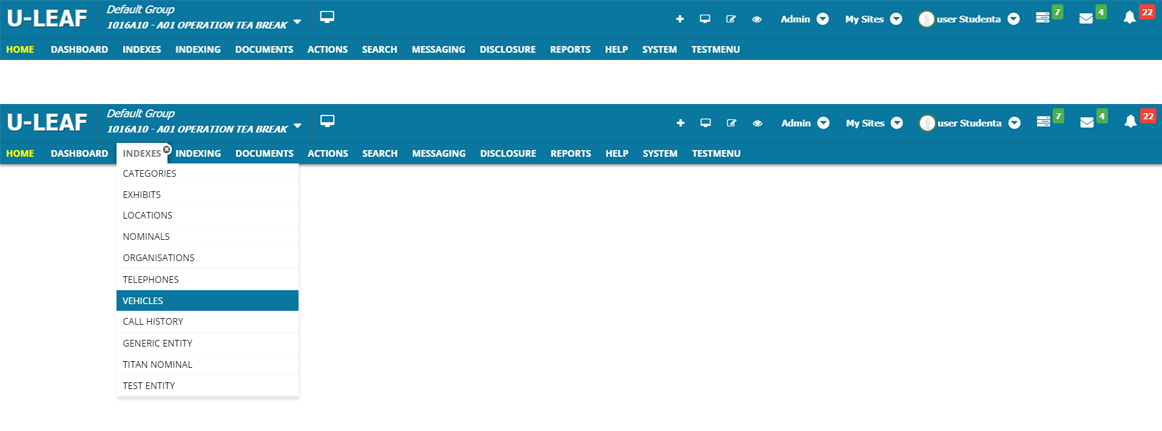 U-LEAF
Default Group
1016A10 - A01 OPERATION TEA BREAK
Admin My Sites user Studenta 7 4 22
HOME DASHBOARD INDEXES INDEXING DOCUMENTS ACTIONS SEARCH MESSAGING DISCLOSURE REPORTS HELP SYSTEM TESTMENU
U-LEAF
Default Group
1016A10 - A01 OPERATION TEA BREAK
Admin My Sites user Studenta 7 4 22
HOME DASHBOARD INDEXES INDEXING DOCUMENTS ACTIONS SEARCH MESSAGING DISCLOSURE REPORTS HELP SYSTEM TESTMENU
CATEGORIES
EXHIBITS
LOCATIONS
NOMINALS
ORGANISATIONS
TELEPHONES
VEHICLES
CALL HISTORY
GENERIC ENTITY
TITAN NOMINAL
TEST ENTITY